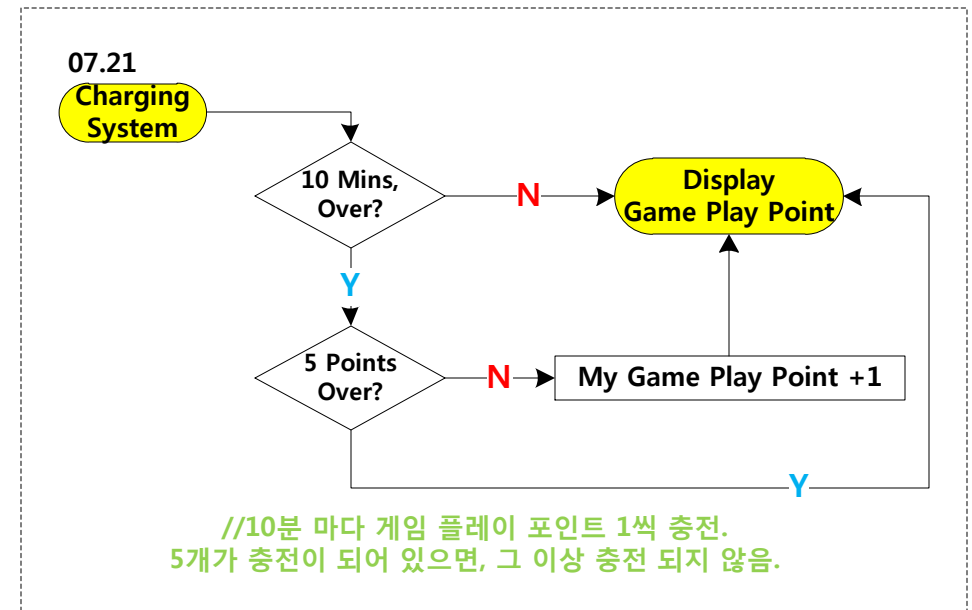 07.21
Charging
System
10 Mins,
Over?
N
Display
Game Play Point
Y
5 Points
Over?
N
My Game Play Point +1
Y
//10분 마다 게임 플레이 포인트 1씩 충전.
5개가 충전이 되어 있으면, 그 이상 충전 되지 않음.